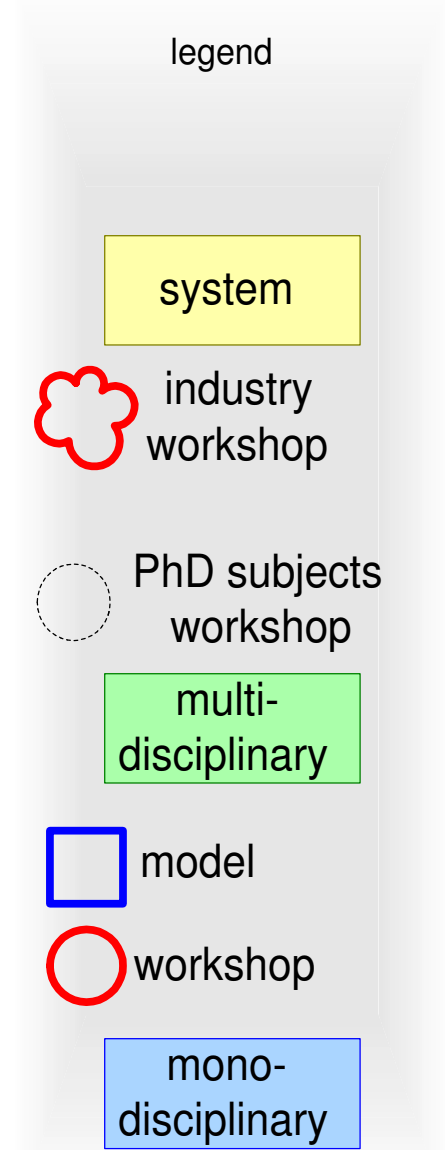 legend
system
industry
workshop
PhD subjects
workshop
multi-
disciplinary
model
workshop
mono-
disciplinary